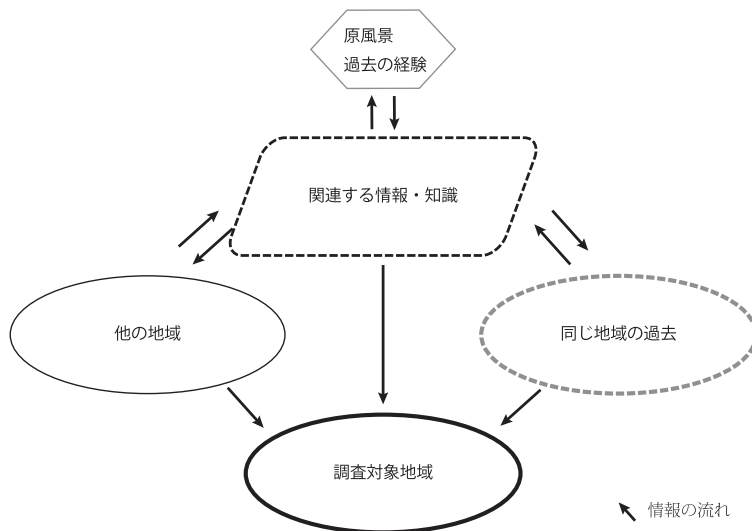 原風景
過去の経験
関連する情報・知識
他の地域
同じ地域の過去
調査対象地域
情報の流れ